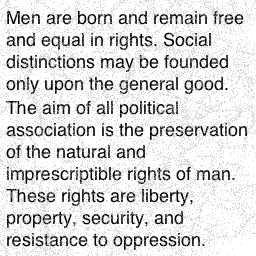 Men are born and remain free
and equal in rights. Social
distinctions may be founded
only upon the general good.
The aim of all political
association is the preservation
of the natural and
imprescriptible rights of man.
These rights are liberty,
property, security, and
resistance to oppression.